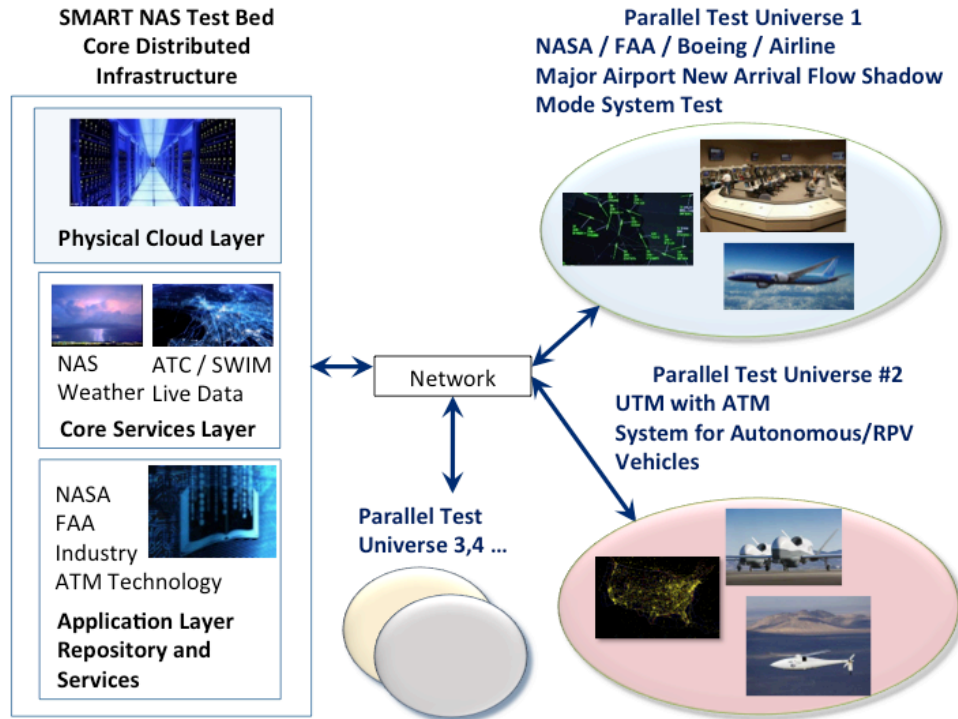 SMART NAS Test Bed
Core Distributed
Infrastructure
Physical Cloud Layer
NAS
Weather
ATC / SWIM
Live Data
Core Services Layer
NASA
FAA
Industry
ATM Technology
Application Layer
Repository and
Services
Network
Parallel Test
Universe 3,4 ...
Parallel Test Universe 1
NASA / FAA / Boeing / Airline
Major Airport New Arrival Flow Shadow
Mode System Test
Parallel Test Universe #2
UTM with ATM
System for Autonomous/RPV
Vehicles